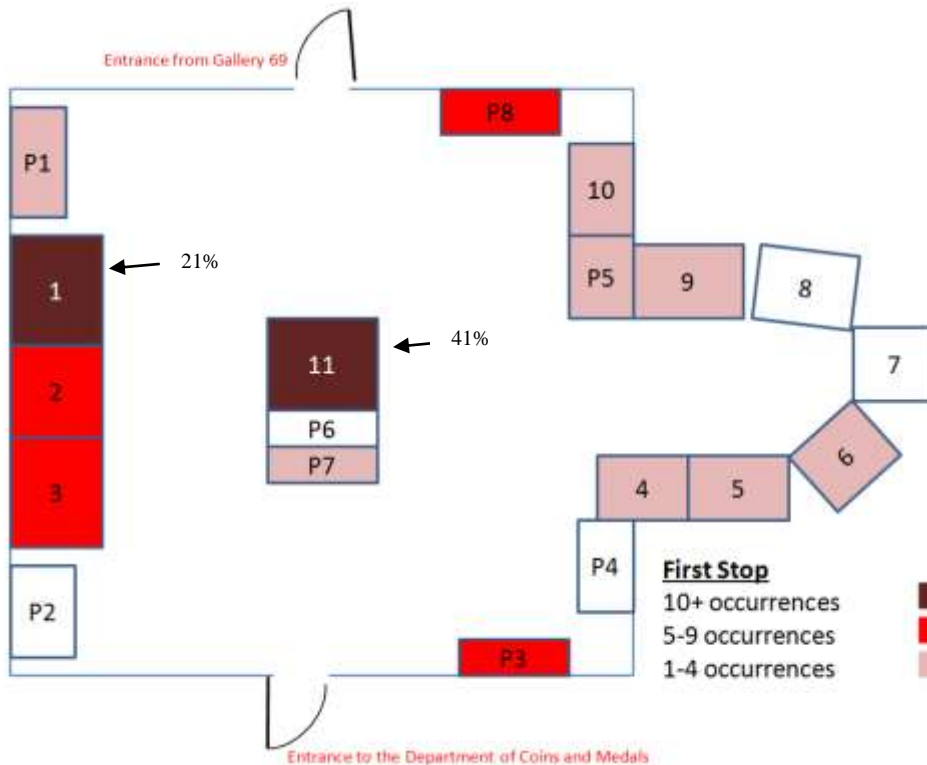 Entrance from Gallery 69
P8
P1
10
21%
1
P5
9
8
41%
11
7
2
P6
P7
6
3
4
5
P4
P2
First Stop
10+ occurrences
5-9 occurrences
1-4 occurrences
P3
Entrance to the Department of Coins and Medals